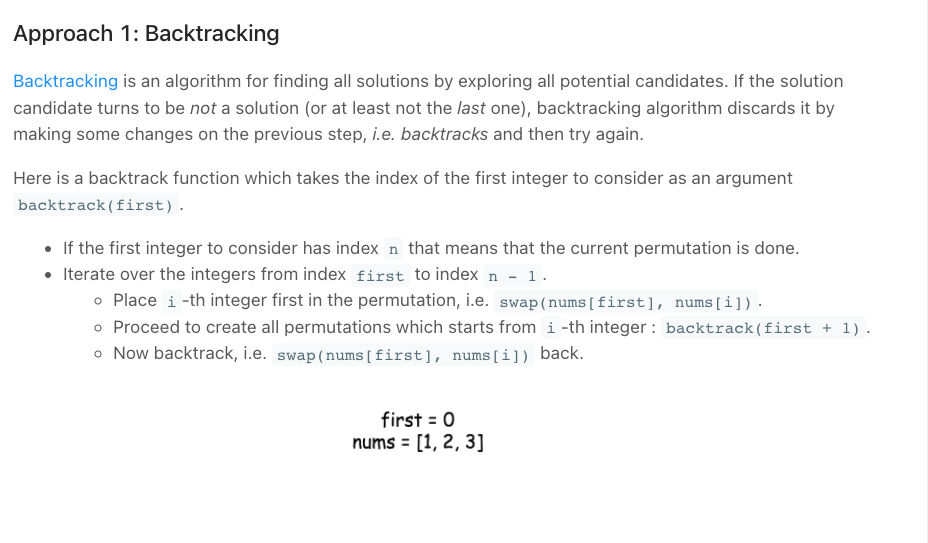 Approach 1: Backtracking
Backtracking is an algorithm for finding all solutions by exploring all potential candidates. If the solution
candidate turns to be not a solution (or at least not the last one), backtracking algorithm discards it by
making some changes on the previous step, i.e. backtracks and then try again.
Here is a backtrack function which takes the index of the first integer to consider as an argument
backtrack(first) .
• If the first integer to consider has index n that means that the current permutation is done.
• Iterate over the integers from index first to index n - 1 .
○ Place i -th integer first in the permutation, i.e. swap(nums[first], nums[i]) .
○ Proceed to create all permutations which starts from i -th integer : backtrack(first + 1) .
○ Now backtrack, i.e. swap(nums[first], nums[i]) back.
first = 0
nums = [1, 2, 3]